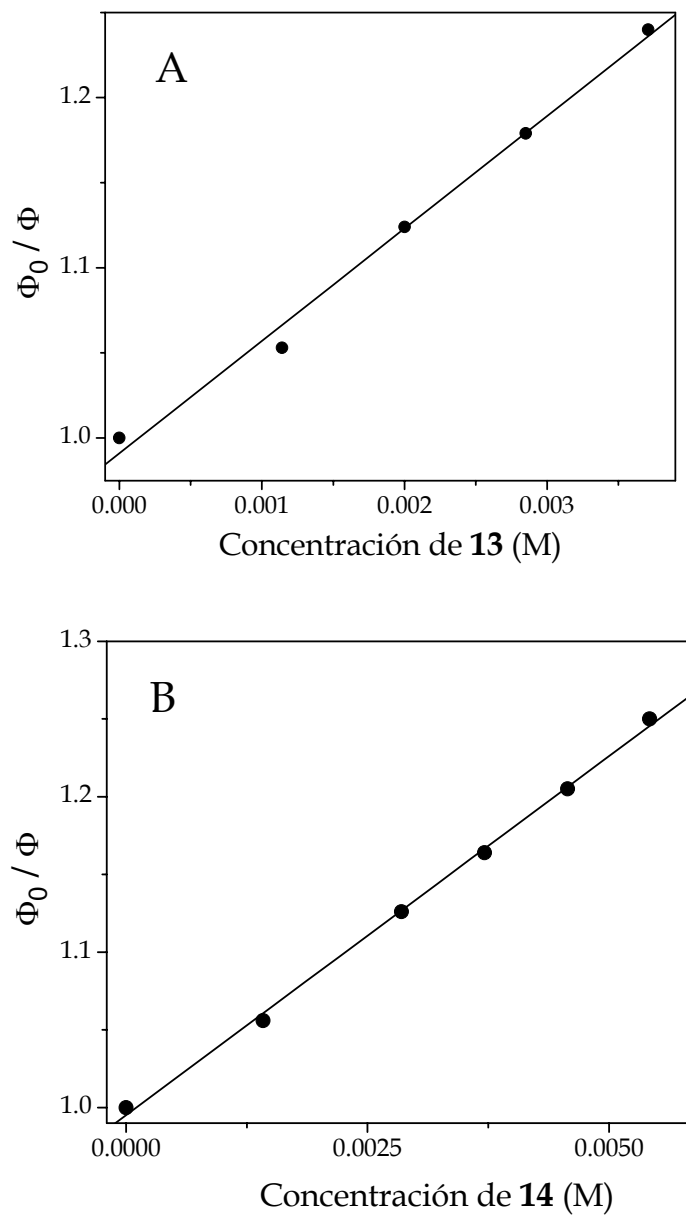 A
1.2
1.1
1.0
Φ0 / Φ
0.000 0.001 0.002 0.003
Concentración de 13 (M)
B
1.3
1.2
1.1
1.0
Φ0 / Φ
0.0000 0.0025 0.0050
Concentración de 14 (M)